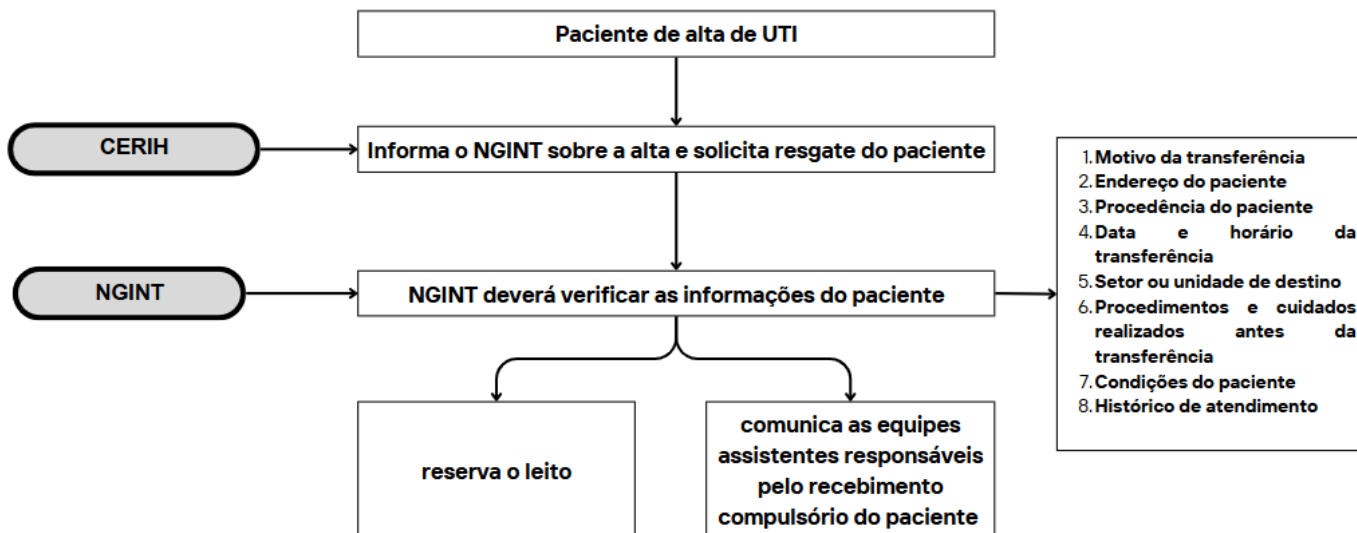 Paciente de alta de UTI
CERIH
Informa o NGINT sobre a alta e solicita resgate do paciente
NGINT
NGINT deverá verificar as informações do paciente
1. Motivo da transferência
2. Endereço do paciente
3. Procedência do paciente
4. Data e horário da
transferência
5. Setor ou unidade de destino
6. Procedimentos e cuidados
realizados antes da
transferência
7. Condições do paciente
8. Histórico de atendimento
reserva o leito
comunica as equipes
assistentes responsáveis
pelo recebimento
compulsório do paciente